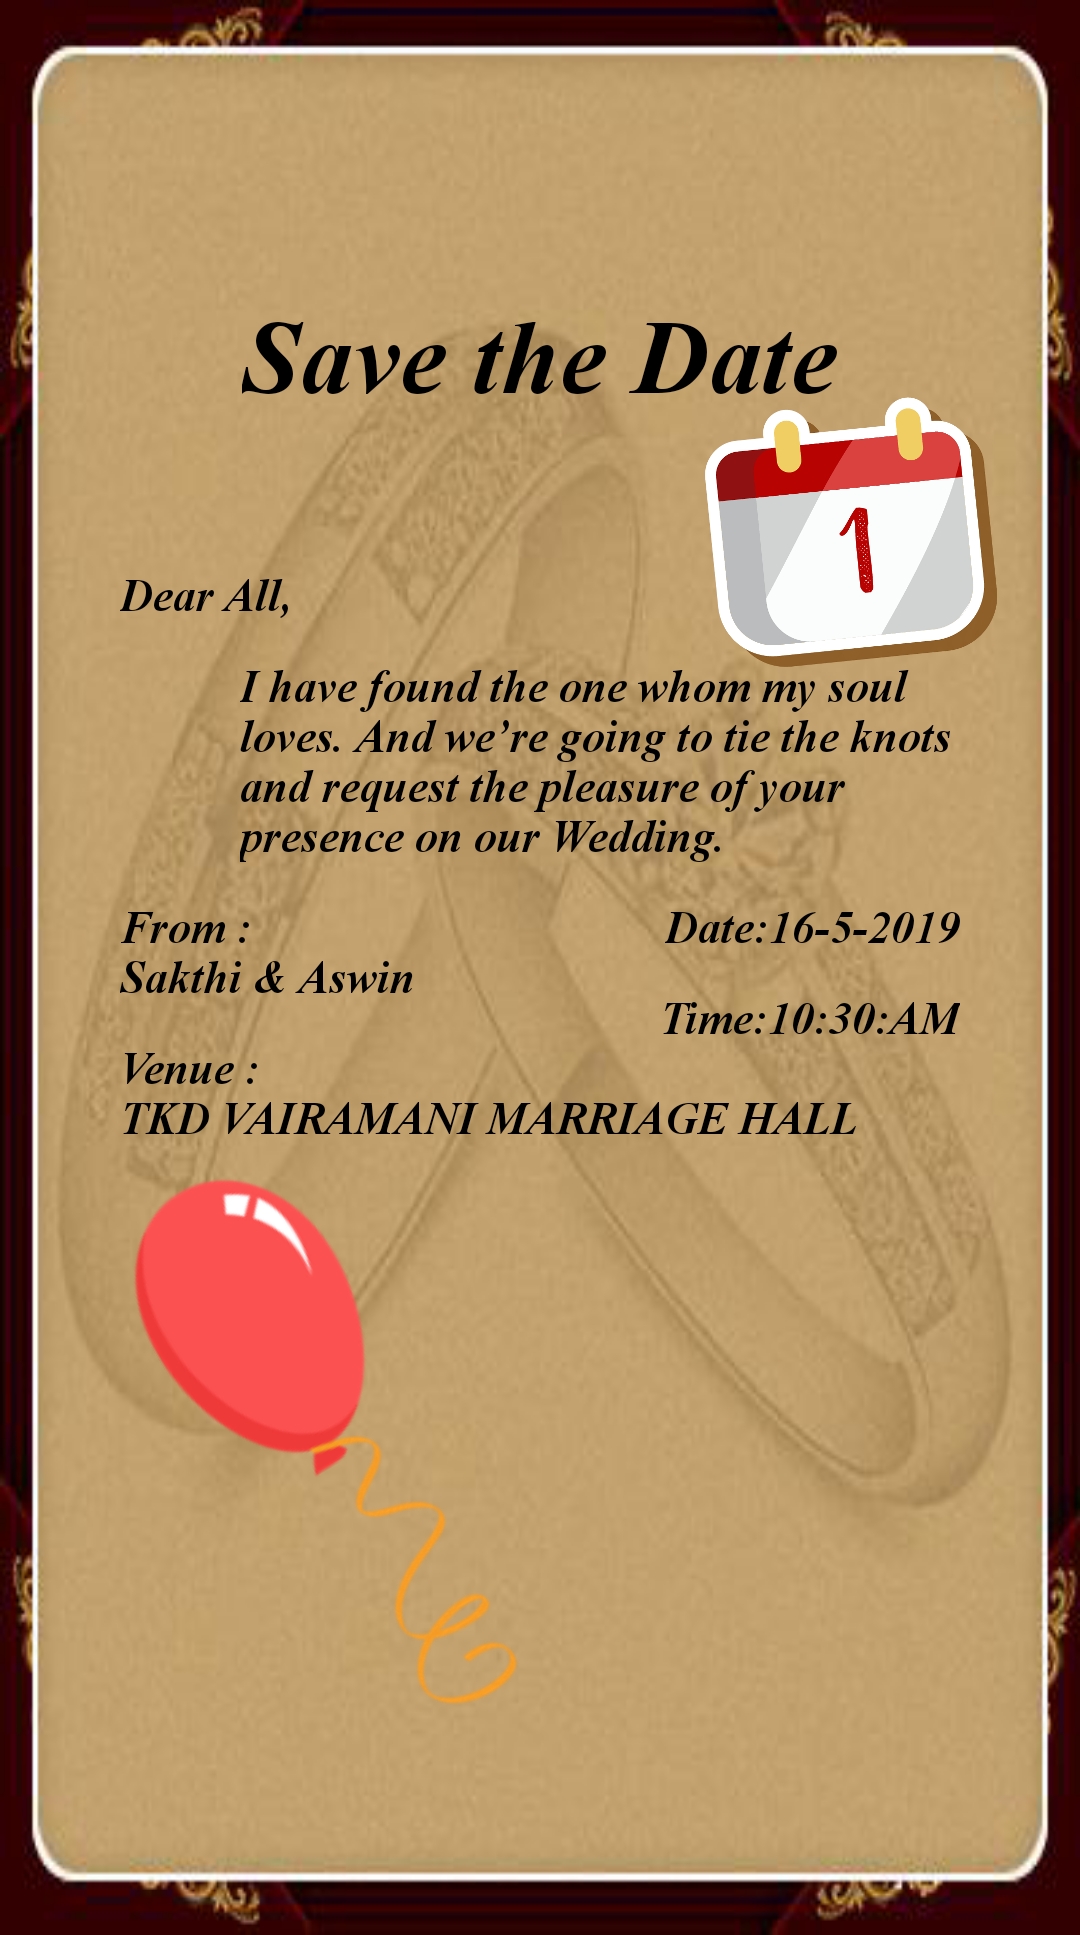 Save the Date
1
Dear All,
I have found the one whom my soul
loves. And we’re going to tie the knots
and request the pleasure of your
presence on our Wedding.
From :
Date:16-5-2019
Sakthi & Aswin
Time:10:30:AM
Venue :
TKD VAIRAMANI MARRIAGE HALL